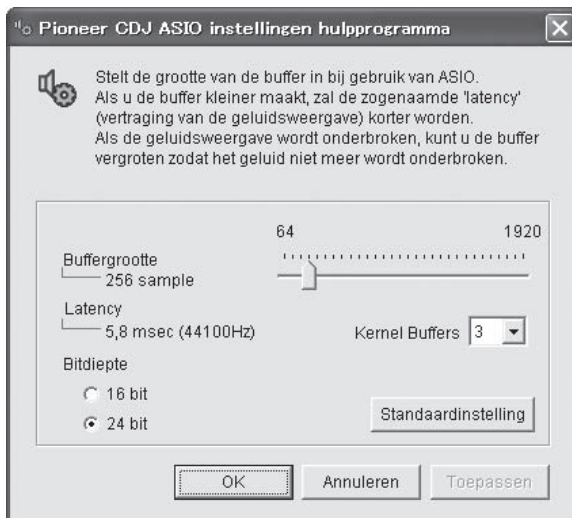 Pioneer CDJ ASIO instellingen hulpprogramma
Stelt de grootte van de buffer in bij gebruik van ASIO.
Als u de buffer kleiner maakt, zal de zogenaamde 'latency'
(vertraging van de geluidsweergave) korter worden.
Als de geluidsweergave wordt onderbroken, kunt u de buffer
vergroten zodat het geluid niet meer wordt onderbroken.
64 1920
Buffergrootte
256 sample
Latency
5,8 msec (44100Hz)
Kernel Buffers 3
Bitdiepte
16 bit
24 bit
Standaardinstelling
OK Annuleren Toepassen